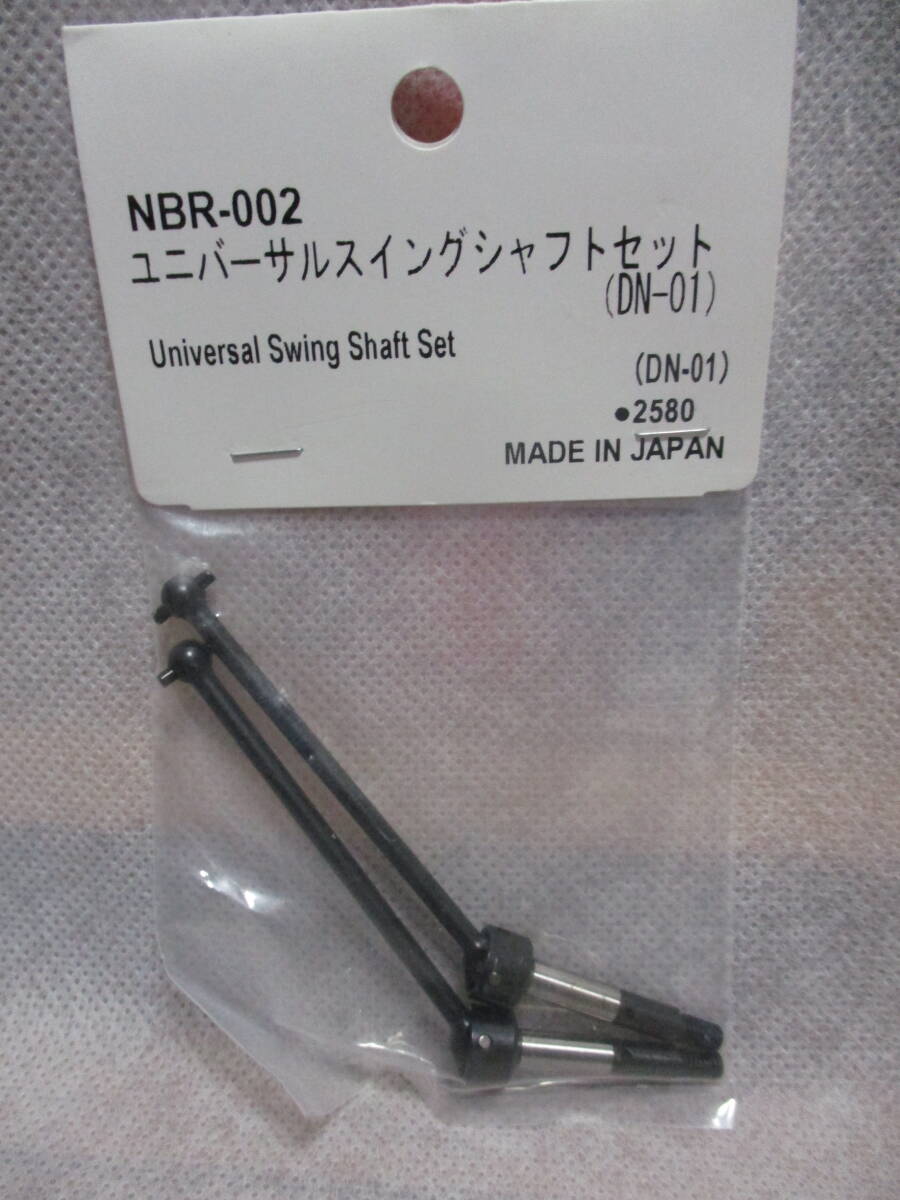 NBR-002
ユニバーサルスイングシャフトセット
(DN-01)
Universal Swing Shaft Set
(DN-01)
●2580
MADE IN JAPAN